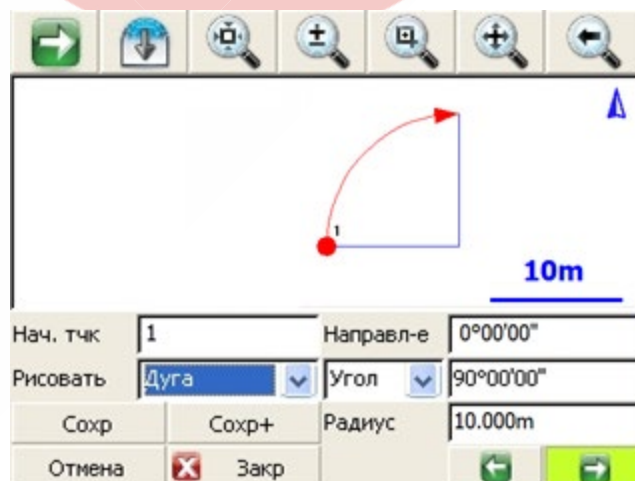 1
10m
Нач. тчк 1 Направл-е 0°00'00"
Рисовать Дуга Угол 90°00'00"
Сохр Сохр+ Радиус 10.000m
Отмена Закр